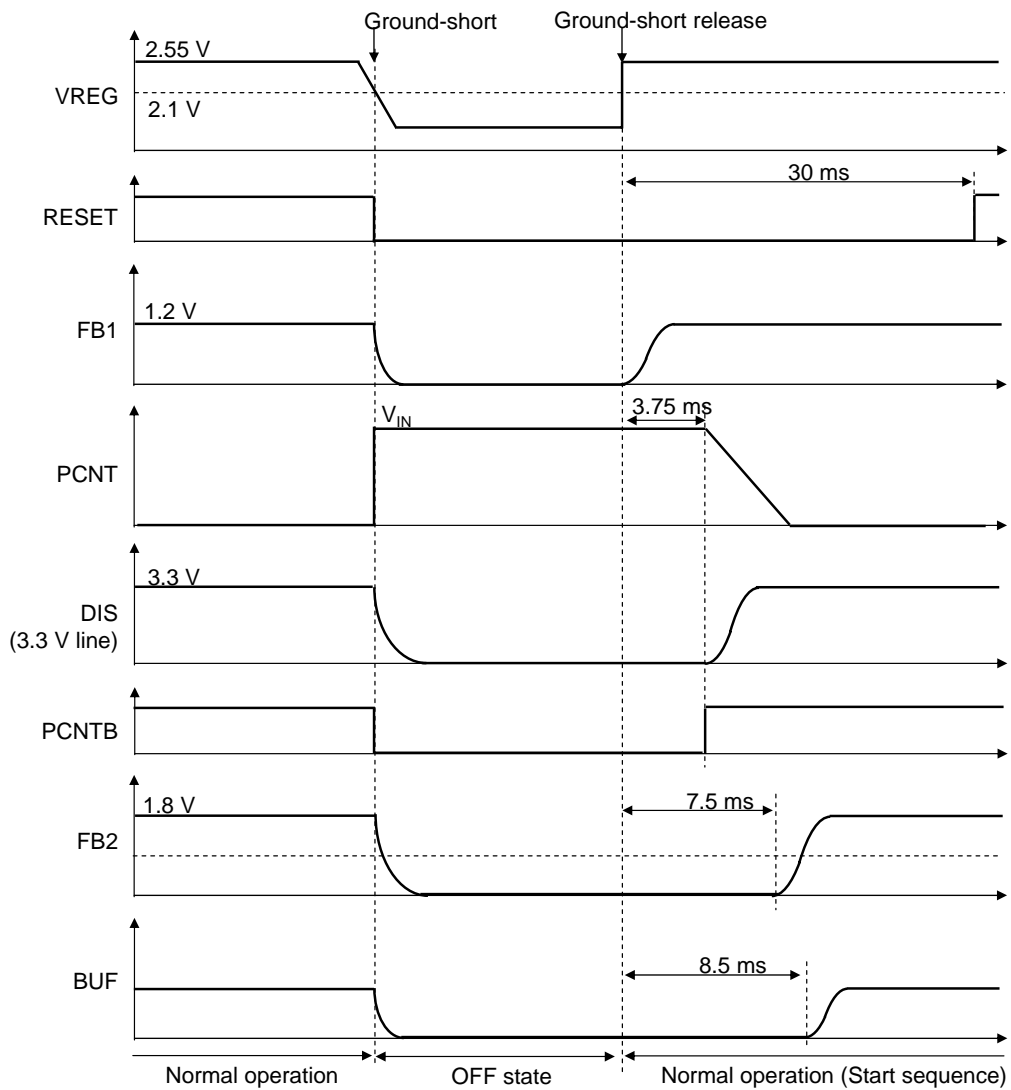 Ground-short
Ground-short release
2.55 V
VREG
2.1 V
30 ms
RESET
1.2 V
FB1
3.75 ms
VIN
PCNT
3.3 V
DIS
(3.3 V line)
PCNTB
1.8 V
7.5 ms
FB2
8.5 ms
BUF
Normal operation
OFF state
Normal operation (Start sequence)